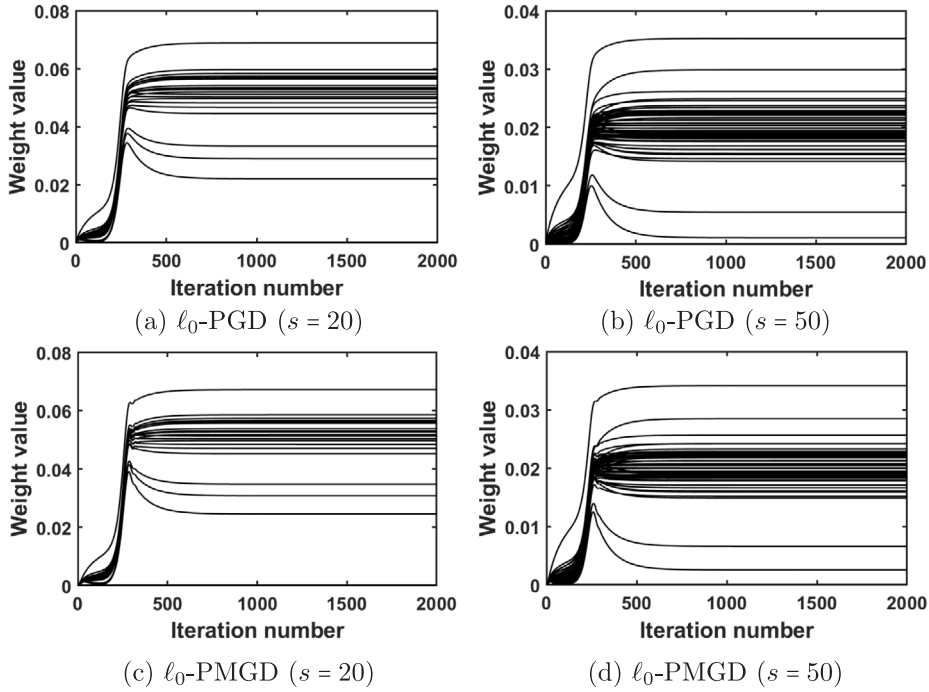 0.08
0.06
0.04
0.02
0
Weight value
0 500 1000 1500 2000
Iteration number
(a) ℓ₀-PGD (s = 20)
0.04
0.03
0.02
0.01
0
Weight value
0 500 1000 1500 2000
Iteration number
(b) ℓ₀-PGD (s = 50)
0.08
0.06
0.04
0.02
0
Weight value
0 500 1000 1500 2000
Iteration number
(c) ℓ₀-PMGD (s = 20)
0.04
0.03
0.02
0.01
0
Weight value
0 500 1000 1500 2000
Iteration number
(d) ℓ₀-PMGD (s = 50)